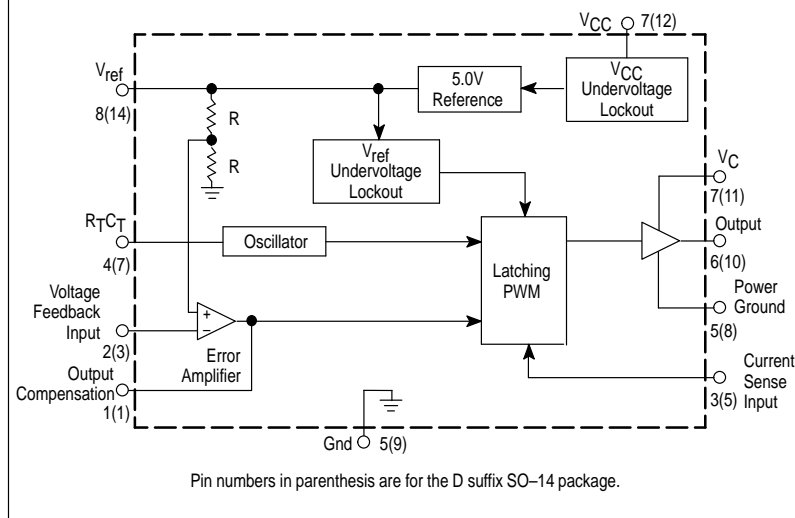 VCC 7(12)
Vref
8(14)
R
R
5.0V
Reference
VCC
Undervoltage
Lockout
Vref
Undervoltage
Lockout
VC
7(11)
RTCT
4(7)
Oscillator
Latching
PWM
Output
6(10)
Voltage
Feedback
Input
2(3)
+
–
Error
Amplifier
Power
Ground
5(8)
Output
Compensation
1(1)
Current
Sense
Input
3(5)
Gnd 5(9)
Pin numbers in parenthesis are for the D suffix SO–14 package.